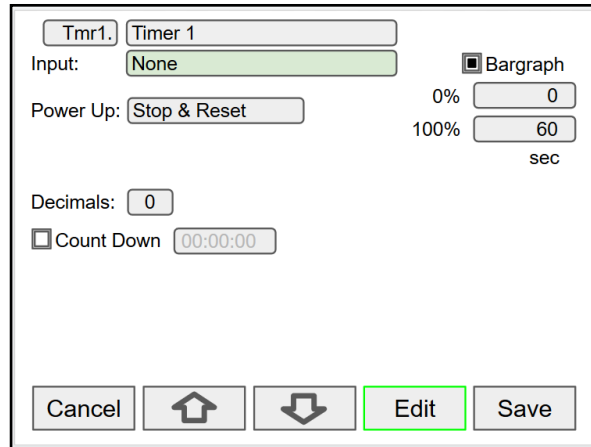 Tmr1. Timer 1
Input: None
Bargraph
Power Up: Stop & Reset
0% 0
100% 60
sec
Decimals: 0
Count Down 00:00:00
Cancel Edit Save